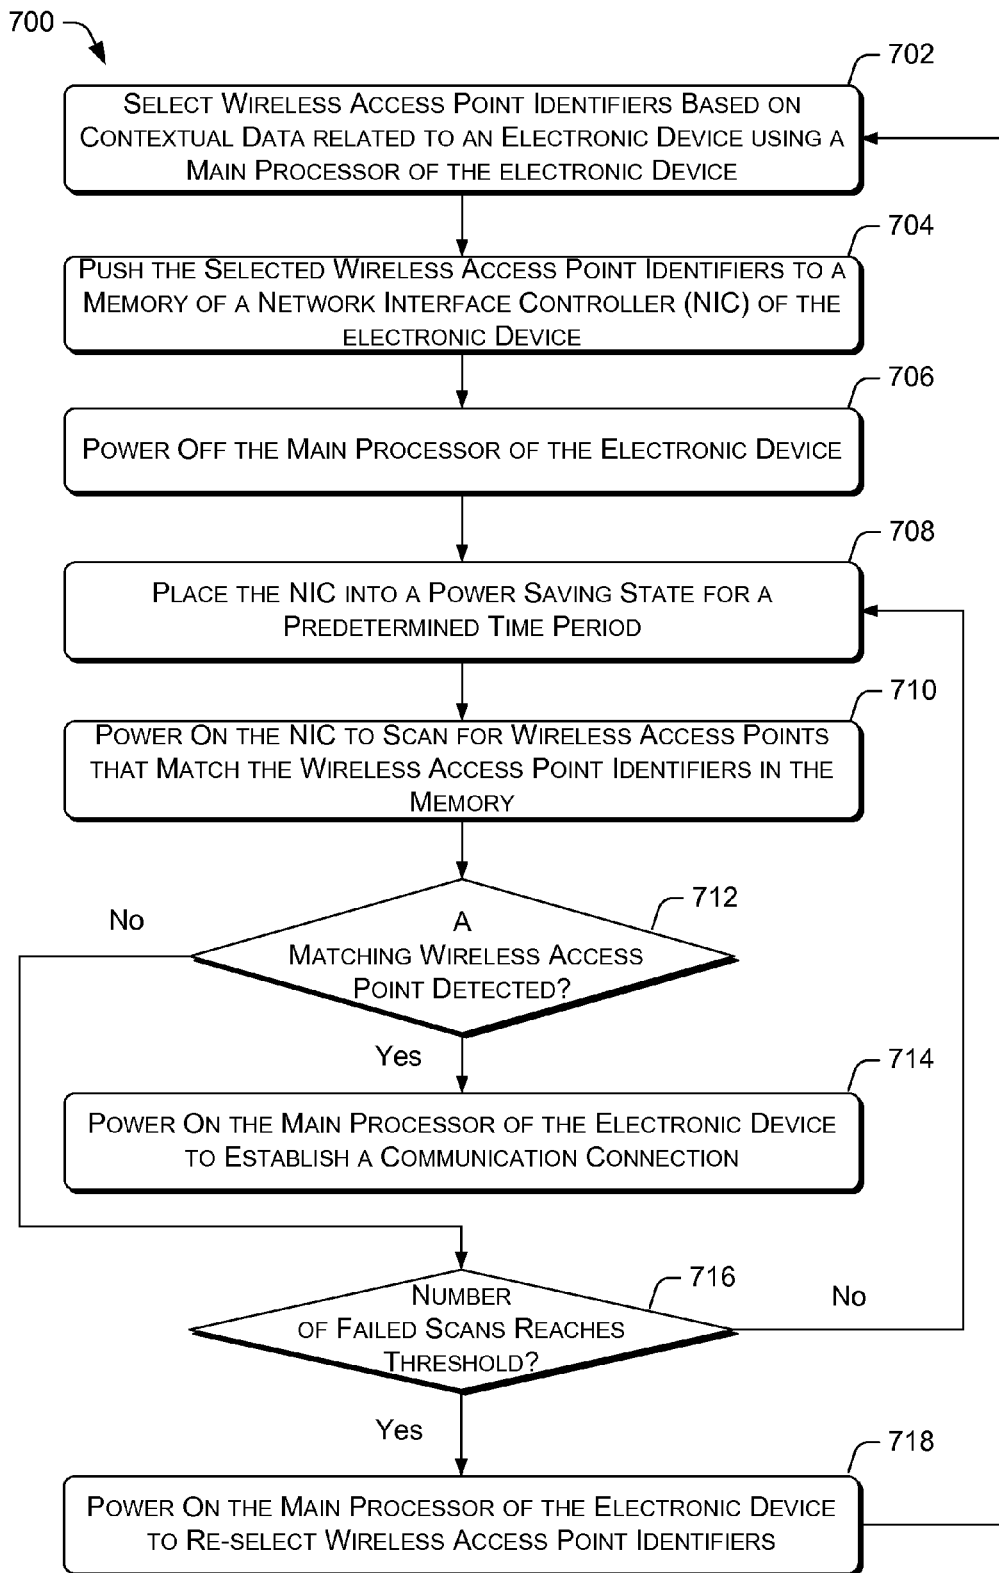 700
702
SELECT WIRELESS ACCESS POINT IDENTIFIERS BASED ON
CONTEXTUAL DATA RELATED TO AN ELECTRONIC DEVICE USING A
MAIN PROCESSOR OF THE ELECTRONIC DEVICE
704
PUSH THE SELECTED WIRELESS ACCESS POINT IDENTIFIERS TO A
MEMORY OF A NETWORK INTERFACE CONTROLLER (NIC) OF THE
ELECTRONIC DEVICE
706
POWER OFF THE MAIN PROCESSOR OF THE ELECTRONIC DEVICE
708
PLACE THE NIC INTO A POWER SAVING STATE FOR A
PREDETERMINED TIME PERIOD
710
POWER ON THE NIC TO SCAN FOR WIRELESS ACCESS POINTS
THAT MATCH THE WIRELESS ACCESS POINT IDENTIFIERS IN THE
MEMORY
712
No
A
MATCHING WIRELESS ACCESS
POINT DETECTED?
Yes
714
POWER ON THE MAIN PROCESSOR OF THE ELECTRONIC DEVICE
TO ESTABLISH A COMMUNICATION CONNECTION
716
No
NUMBER
OF FAILED SCANS REACHES
THRESHOLD?
Yes
718
POWER ON THE MAIN PROCESSOR OF THE ELECTRONIC DEVICE
TO RE-SELECT WIRELESS ACCESS POINT IDENTIFIERS